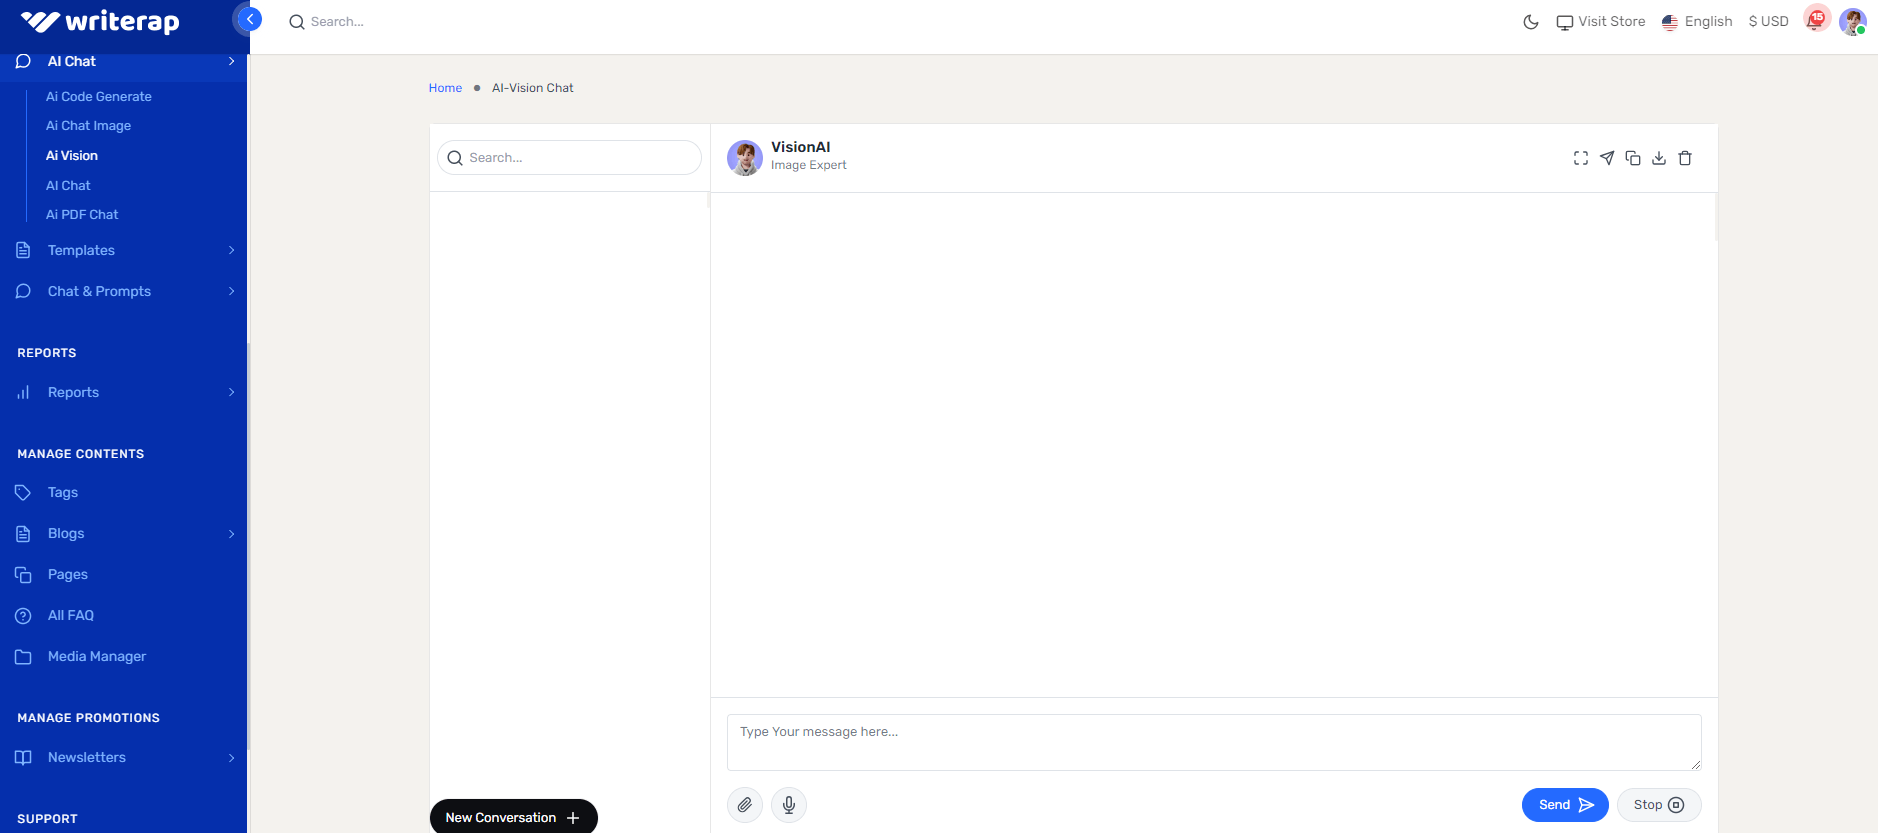 writerap
Search...
Visit Store
English
$ USD
15
AI Chat
Ai Code Generate
Ai Chat Image
Ai Vision
AI Chat
Ai PDF Chat
Templates
Chat & Prompts
REPORTS
Reports
MANAGE CONTENTS
Tags
Blogs
Pages
All FAQ
Media Manager
MANAGE PROMOTIONS
Newsletters
SUPPORT
Home
AI-Vision Chat
Search...
New Conversation
VisionAI
Image Expert
Type Your message here...
Send
Stop